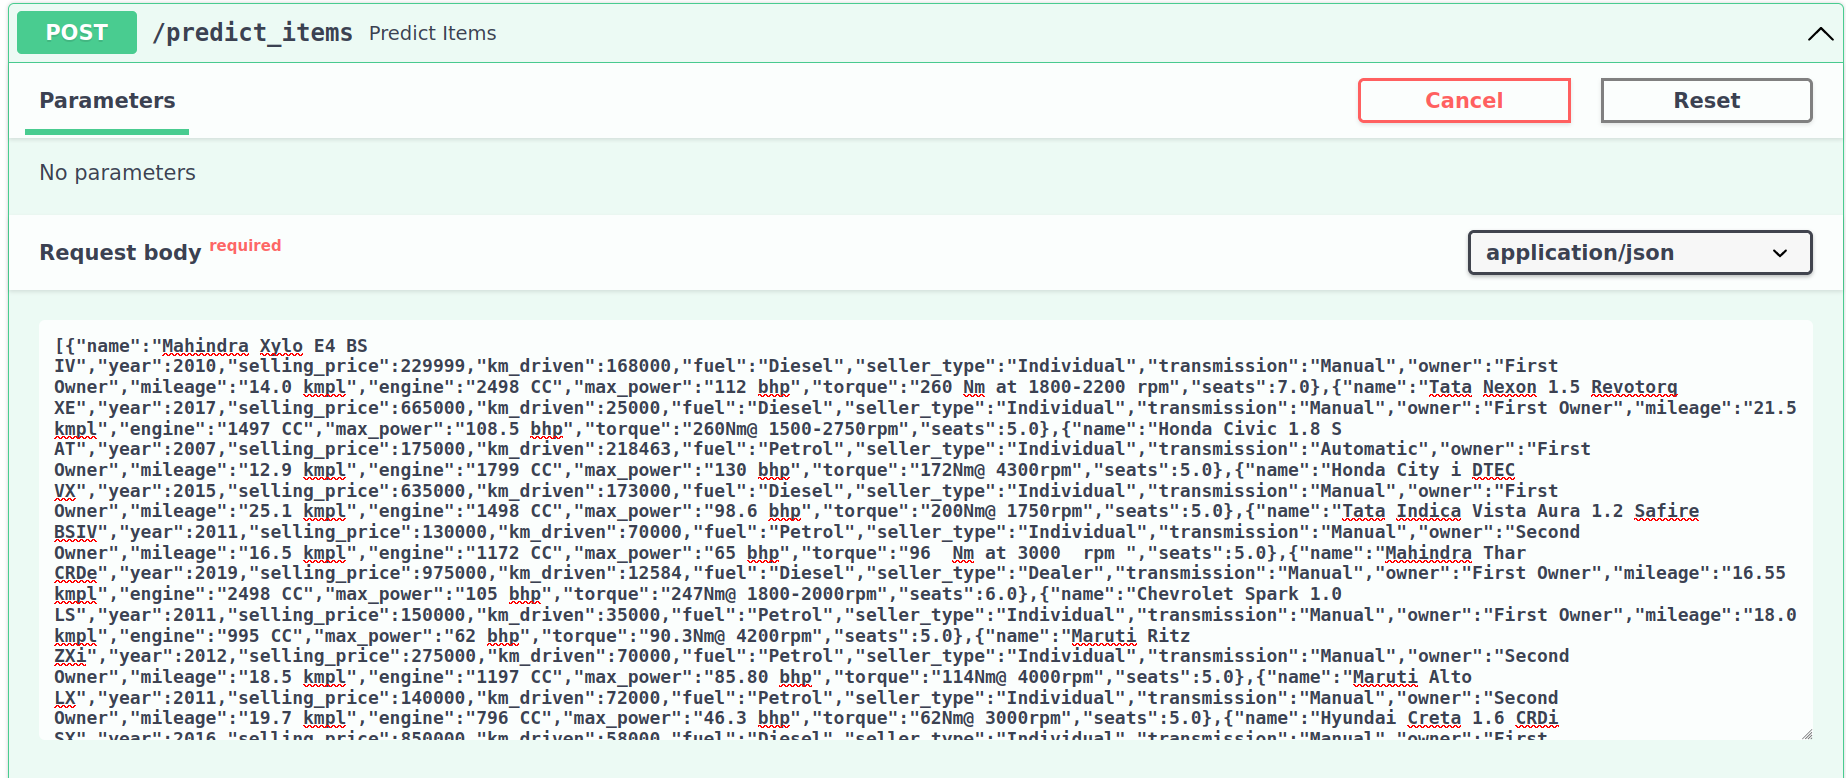 POST /predict_items Predict Items
Parameters
Cancel
Reset
No parameters
Request body required
application/json
[{"name":"Mahindra Xylo E4 BS
IV","year":2010,"selling_price":229999,"km_driven":168000,"fuel":"Diesel","seller_type":"Individual","transmission":"Manual","owner":"First
Owner","mileage":"14.0 kmpl","engine":"2498 CC","max_power":"112 bhp","torque":"260 Nm at 1800-2200 rpm","seats":7.0},{"name":"Tata Nexon 1.5 Revotorq
XE","year":2017,"selling_price":665000,"km_driven":25000,"fuel":"Diesel","seller_type":"Individual","transmission":"Manual","owner":"First Owner","mileage":"21.5
kmpl","engine":"1497 CC","max_power":"108.5 bhp","torque":"260Nm@ 1500-2750rpm","seats":5.0},{"name":"Honda Civic 1.8 S
AT","year":2007,"selling_price":175000,"km_driven":218463,"fuel":"Petrol","seller_type":"Individual","transmission":"Automatic","owner":"First
Owner","mileage":"12.9 kmpl","engine":"1799 CC","max_power":"130 bhp","torque":"172Nm@ 4300rpm","seats":5.0},{"name":"Honda City i DTEC
VX","year":2015,"selling_price":635000,"km_driven":173000,"fuel":"Diesel","seller_type":"Individual","transmission":"Manual","owner":"First
Owner","mileage":"25.1 kmpl","engine":"1498 CC","max_power":"98.6 bhp","torque":"200Nm@ 1750rpm","seats":5.0},{"name":"Tata Indica Vista Aura 1.2 Safire
BSIV","year":2011,"selling_price":130000,"km_driven":70000,"fuel":"Petrol","seller_type":"Individual","transmission":"Manual","owner":"Second
Owner","mileage":"16.5 kmpl","engine":"1172 CC","max_power":"65 bhp","torque":"96  Nm at 3000  rpm ","seats":5.0},{"name":"Mahindra Thar
CRDe","year":2019,"selling_price":975000,"km_driven":12584,"fuel":"Diesel","seller_type":"Dealer","transmission":"Manual","owner":"First Owner","mileage":"16.55
kmpl","engine":"2498 CC","max_power":"105 bhp","torque":"247Nm@ 1800-2000rpm","seats":6.0},{"name":"Chevrolet Spark 1.0
LS","year":2011,"selling_price":150000,"km_driven":35000,"fuel":"Petrol","seller_type":"Individual","transmission":"Manual","owner":"First Owner","mileage":"18.0
kmpl","engine":"995 CC","max_power":"62 bhp","torque":"90.3Nm@ 4200rpm","seats":5.0},{"name":"Maruti Ritz
ZXi","year":2012,"selling_price":275000,"km_driven":70000,"fuel":"Petrol","seller_type":"Individual","transmission":"Manual","owner":"Second
Owner","mileage":"18.5 kmpl","engine":"1197 CC","max_power":"85.80 bhp","torque":"114Nm@ 4000rpm","seats":5.0},{"name":"Maruti Alto
LX","year":2011,"selling_price":140000,"km_driven":72000,"fuel":"Petrol","seller_type":"Individual","transmission":"Manual","owner":"Second
Owner","mileage":"19.7 kmpl","engine":"796 CC","max_power":"46.3 bhp","torque":"62Nm@ 3000rpm","seats":5.0},{"name":"Hyundai Creta 1.6 CRDi
SX","year":2016,"selling_price":850000,"km_driven":58000,"fuel":"Diesel","seller_type":"Individual","transmission":"Manual","owner":"First